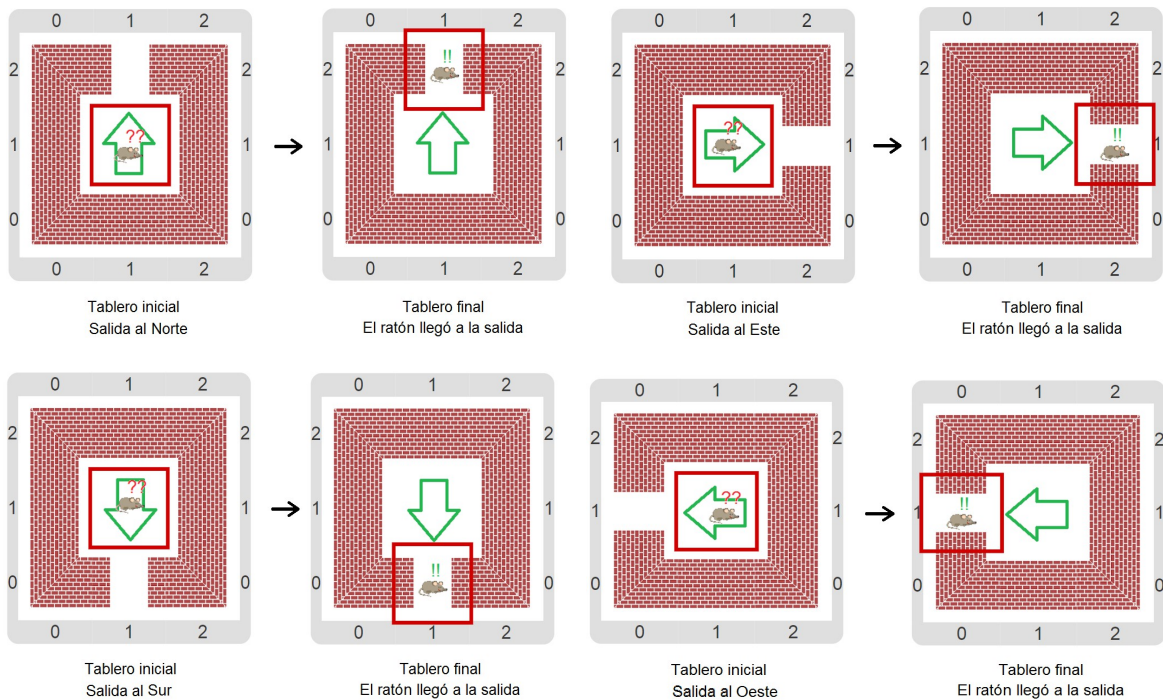 0 1 2 0 1 2 0 1 2 0 1 2
!!
2 2 2 2 2 2 2 2
?? ??
!!
1 1 1 1 1 1 1 1
0 0 0 0 0 0 0 0
0 1 2 0 1 2 0 1 2 0 1 2
Tablero inicial Tablero final Tablero inicial Tablero final
Salida al Norte El ratón llegó a la salida Salida al Este El ratón llegó a la salida
0 1 2 0 1 2 0 1 2 0 1 2
2 2 2 2 2 2 2 2
?? ??
!!
1 1 1 1 1 1 1 1
!!
0 0 0 0 0 0 0 0
0 1 2 0 1 2 0 1 2 0 1 2
Tablero inicial Tablero final Tablero inicial Tablero final
Salida al Sur El ratón llegó a la salida Salida al Oeste El ratón llegó a la salida